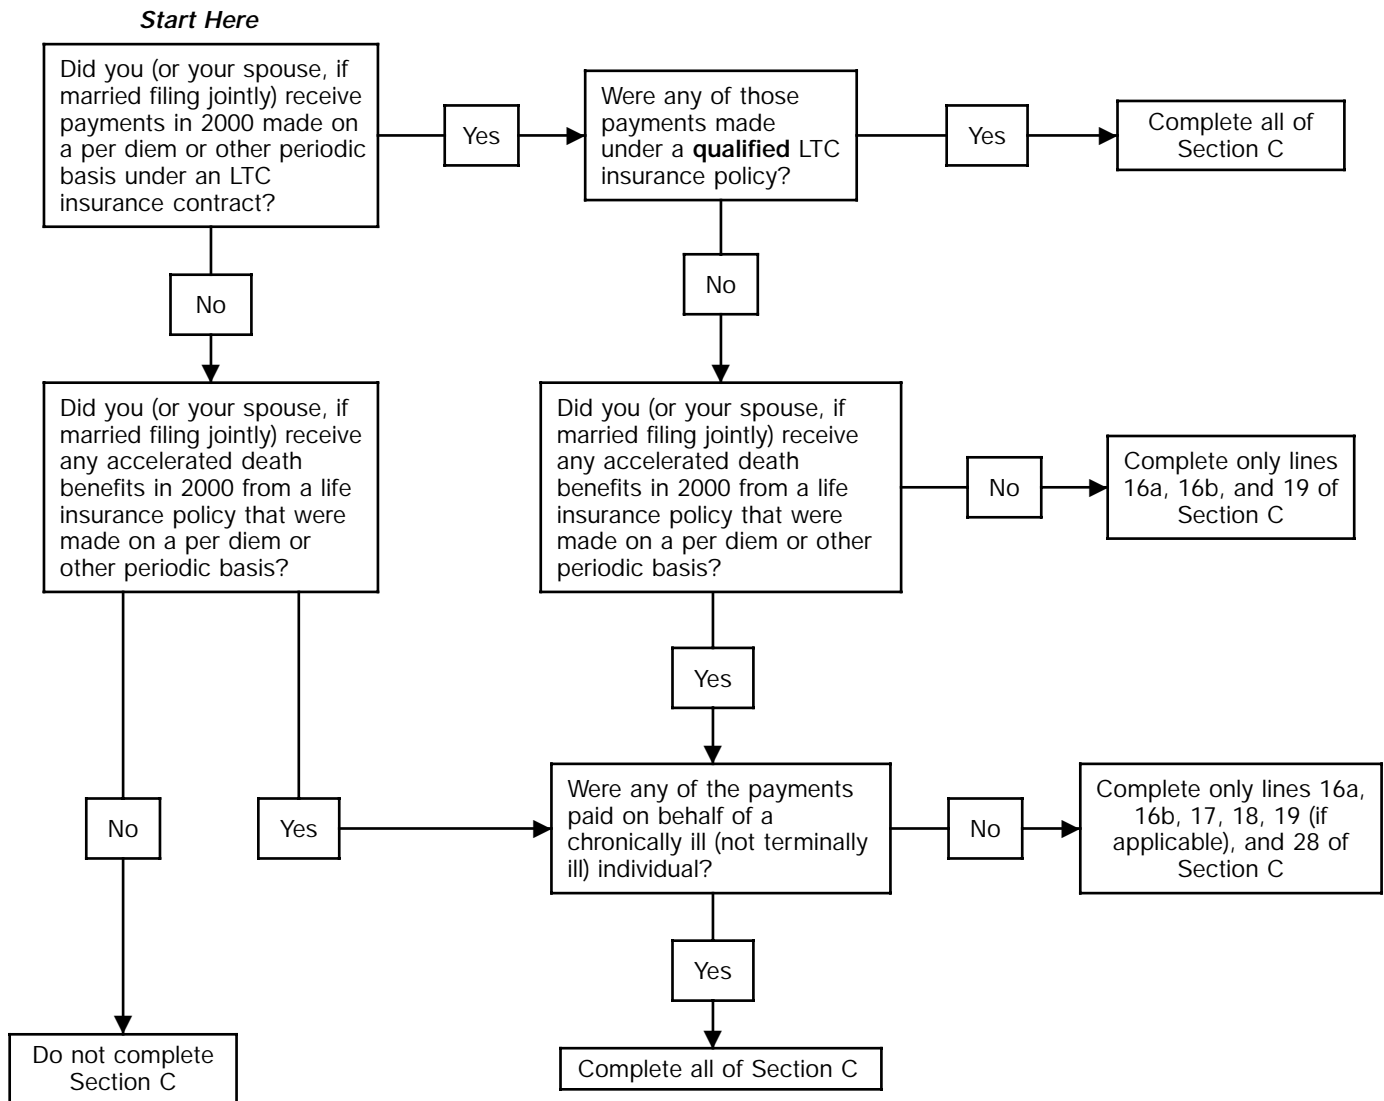 Start Here
Did you (or your spouse, if
married filing jointly) receive
payments in 2000 made on
a per diem or other periodic
basis under an LTC
insurance contract?
Yes
Were any of those
payments made
under a qualified LTC
insurance policy?
Yes
Complete all of
Section C
No
No
Did you (or your spouse, if
married filing jointly) receive
any accelerated death
benefits in 2000 from a life
insurance policy that were
made on a per diem or
other periodic basis?
Did you (or your spouse, if
married filing jointly) receive
any accelerated death
benefits in 2000 from a life
insurance policy that were
made on a per diem or other
periodic basis?
No
Complete only lines
16a, 16b, and 19 of
Section C
Yes
No
Yes
Were any of the payments
paid on behalf of a
chronically ill (not terminally
ill) individual?
No
Complete only lines 16a,
16b, 17, 18, 19 (if
applicable), and 28 of
Section C
Yes
Do not complete
Section C
Complete all of Section C